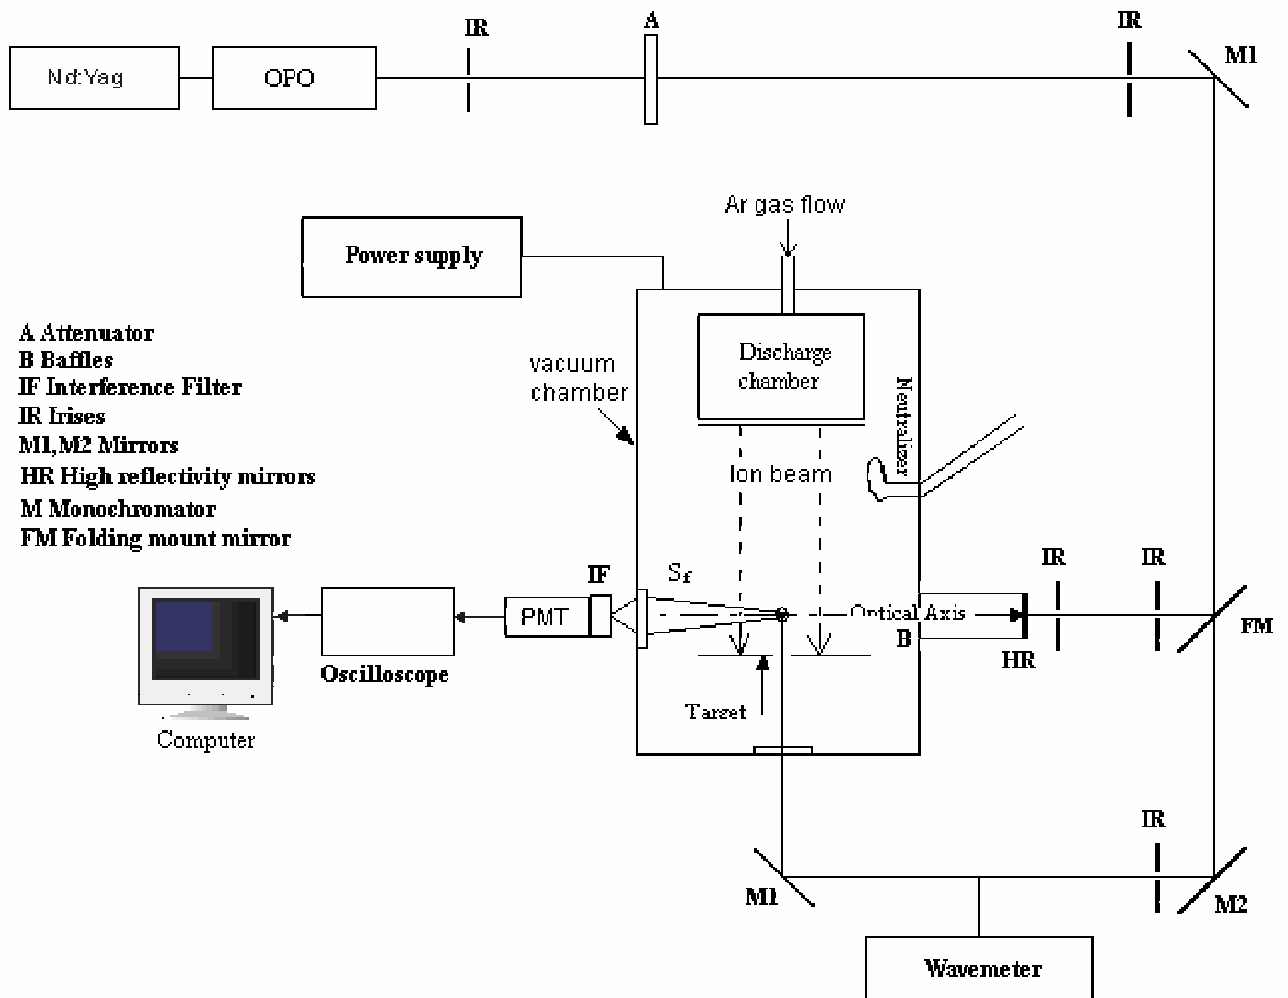 IR
A
IR
M1
Nd:Yag
OPO
Ar gas flow
Power supply
A Attenuator
B Baffles
IF Interference Filter
IR Irises
M1,M2 Mirrors
HR High reflectivity mirrors
M Monochromator
FM Folding mount mirror
vacuum
chamber
Discharge
chamber
Neutralizer
Ion beam
IF
Sf
IR
IR
PMT
Optical Axis
B
HR
FM
Oscilloscope
Target
Computer
IR
M1
M2
Wavemeter